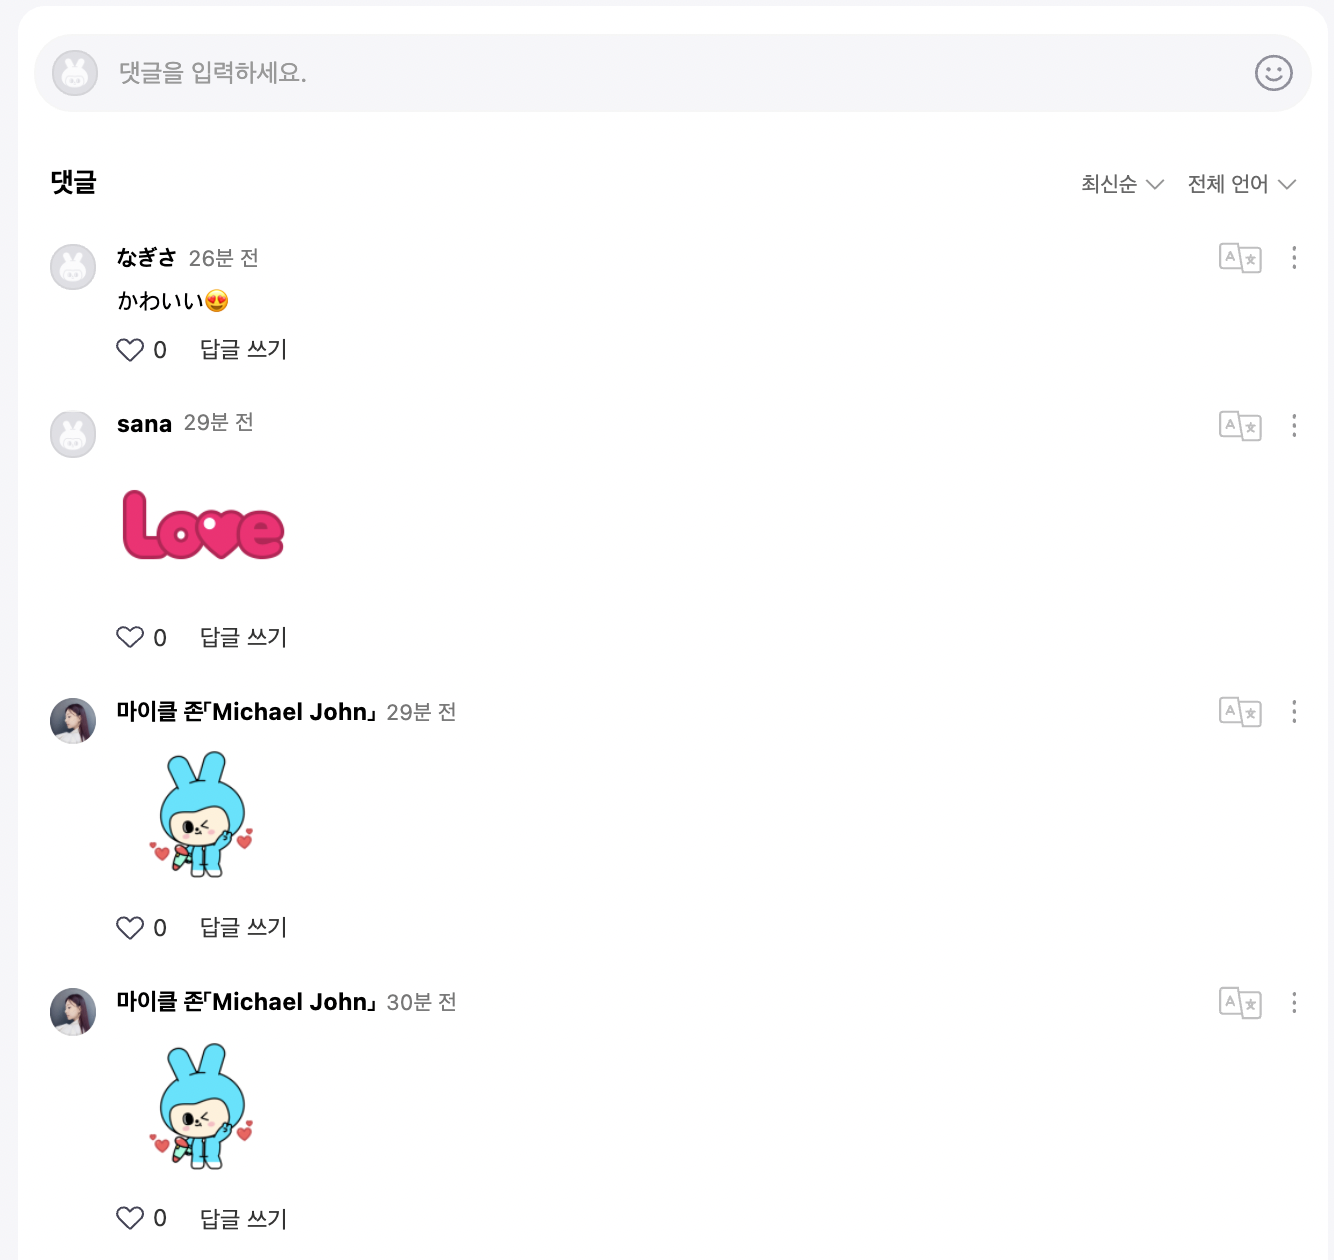 댓글을 입력하세요.
댓글
최신순 전체 언어
なぎさ 26분 전
かわいい😍
0 답글 쓰기
sana 29분 전
Love
0 답글 쓰기
마이클 존「Michael John」 29분 전
0 답글 쓰기
마이클 존「Michael John」 30분 전
0 답글 쓰기